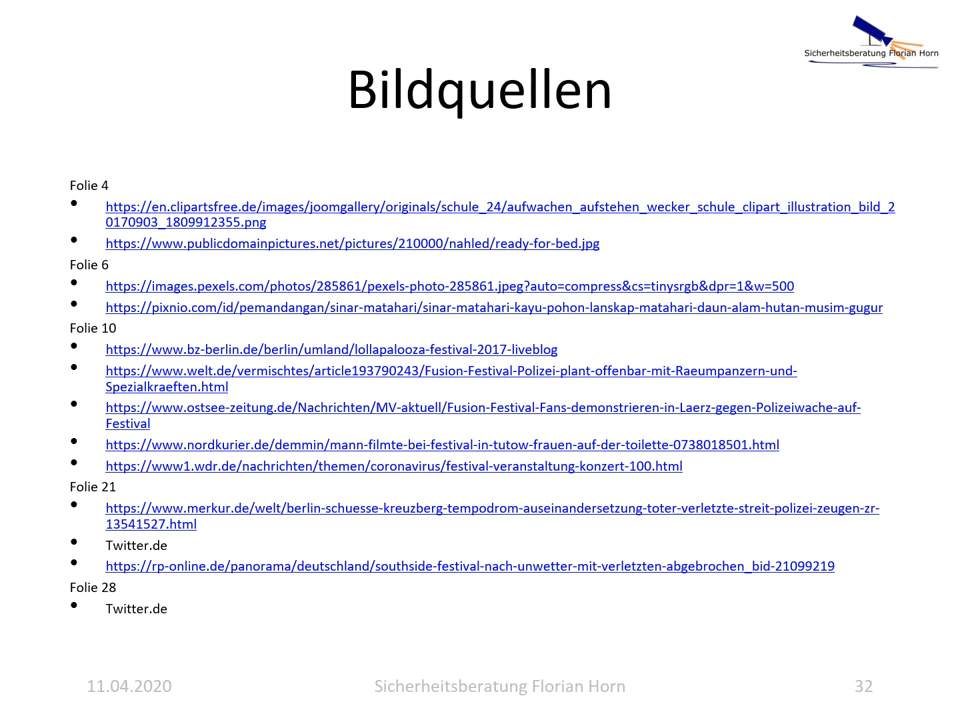 Sicherheitsberatung Florian Horn
Bildquellen
Folie 4
• https://en.clipartsfree.de/images/joomgallery/originals/schule_24/aufwachen_aufstehen_wecker_schule_clipart_illustration_bild_2
0170903_1809912355.png
• https://www.publicdomainpictures.net/pictures/210000/nahled/ready-for-bed.jpg
Folie 6
• https://images.pexels.com/photos/285861/pexels-photo-285861.jpeg?auto=compress&cs=tinysrgb&dpr=1&w=500
• https://pixnio.com/id/pemandangan/sinar-matahari/sinar-matahari-kayu-pohon-lanskap-matahari-daun-alam-hutan-musim-gugur
Folie 10
• https://www.bz-berlin.de/berlin/umland/lollapalooza-festival-2017-liveblog
• https://www.welt.de/vermischtes/article193790243/Fusion-Festival-Polizei-plant-offenbar-mit-Raeumpanzern-und-
Spezialkraeften.html
• https://www.ostsee-zeitung.de/Nachrichten/MV-aktuell/Fusion-Festival-Fans-demonstrieren-in-Laerz-gegen-Polizeiwache-auf-
Festival
• https://www.nordkurier.de/demmin/mann-filmte-bei-festival-in-tutow-frauen-auf-der-toilette-0738018501.html
• https://www1.wdr.de/nachrichten/themen/coronavirus/festival-veranstaltung-konzert-100.html
Folie 21
• https://www.merkur.de/welt/berlin-schuesse-kreuzberg-tempodrom-auseinandersetzung-toter-verletzte-streit-polizei-zeugen-zr-
13541527.html
• Twitter.de
• https://rp-online.de/panorama/deutschland/southside-festival-nach-unwetter-mit-verletzten-abgebrochen_bid-21099219
Folie 28
• Twitter.de
11.04.2020
Sicherheitsberatung Florian Horn
32